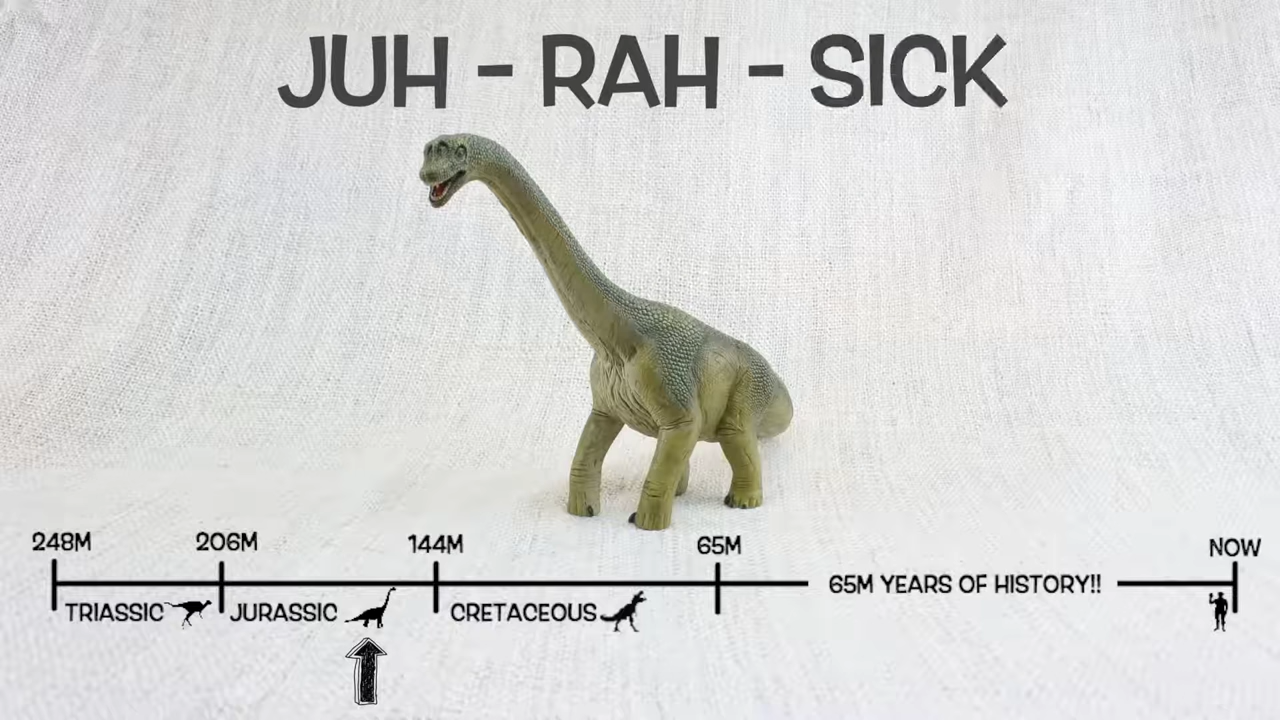 JUH - RAH - SICK
248M 206M 144M 65M NOW
65M YEARS OF HISTORY!!
TRIASSIC JURASSIC CRETACEOUS